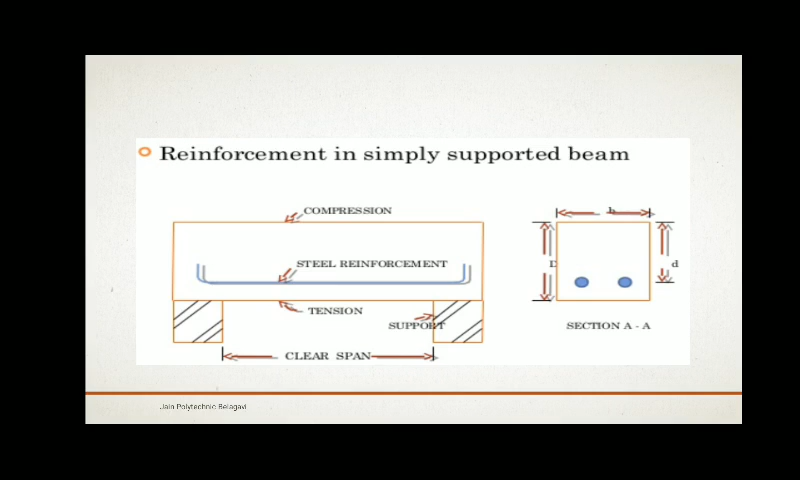 Reinforcement in simply supported beam
COMPRESSION
STEEL REINFORCEMENT
TENSION
SUPPORT
CLEAR SPAN
b
D
d
SECTION A - A
Jain Polytechnic Belagavi